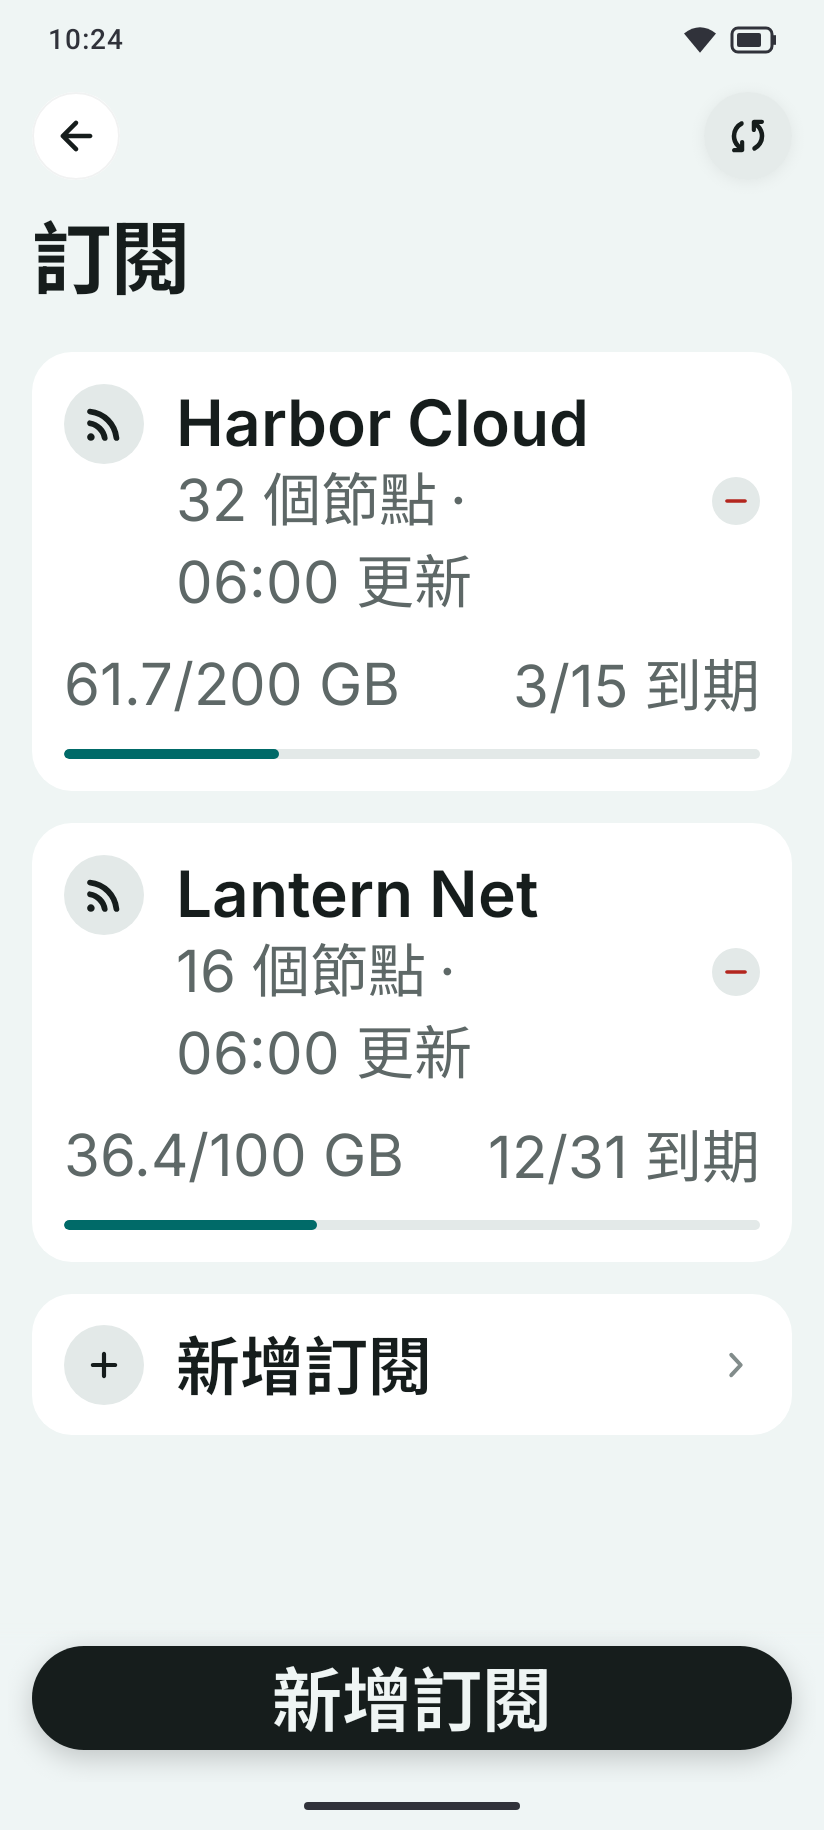 10:24
訂閱
Harbor Cloud
32 個節點 ·
06:00 更新
61.7/200 GB
3/15 到期
Lantern Net
16 個節點 ·
06:00 更新
36.4/100 GB
12/31 到期
新增訂閱
新增訂閱